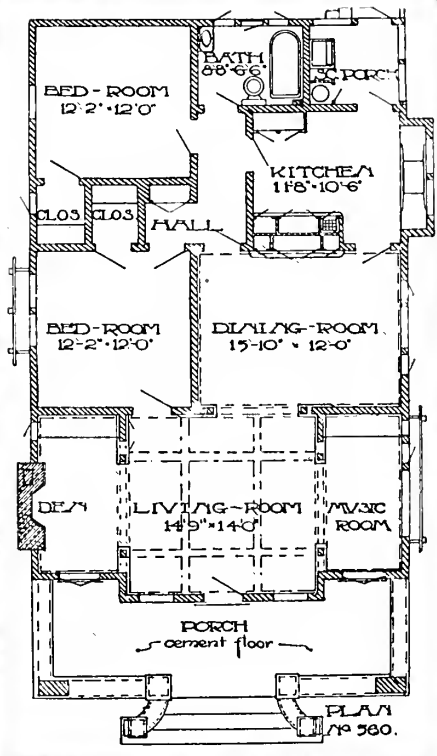 BATH
8'8"·6'6"
SC. PORCH
BED-ROOM
12'2"·12'0"
KITCHEN
11'8"·10'6"
CLOS
CLOS
HALL
BED-ROOM
12'-2"·12'-0"
DINING-ROOM
15'-10" × 12'-0"
DEN
LIVING-ROOM
14'9"·14'0"
MUSIC
ROOM
PORCH
cement floor
PLAN
No 580.